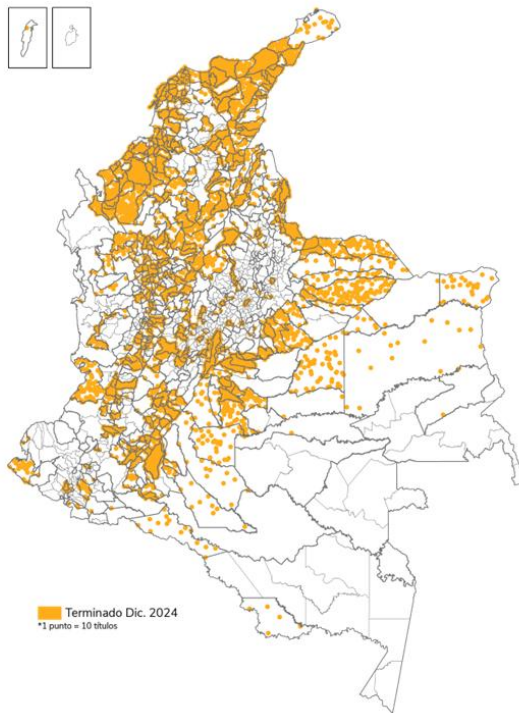 Terminado Dic. 2024
*1 punto = 10 títulos